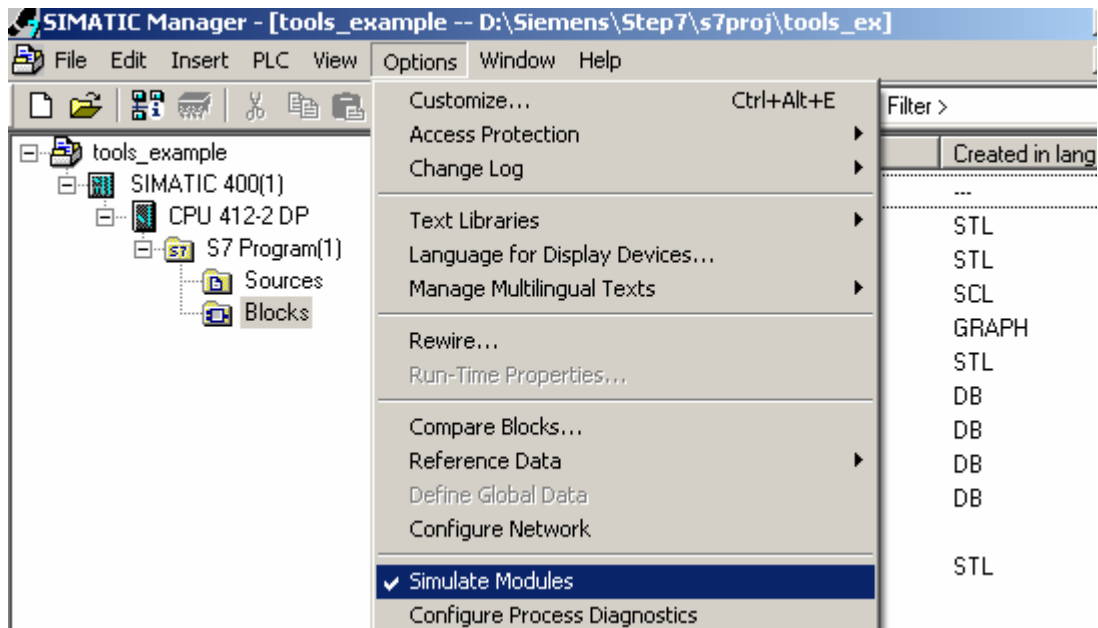 SIMATIC Manager - [tools_example -- D:\Siemens\Step7\s7proj\tools_ex]
File Edit Insert PLC View Options Window Help
Filter >
tools_example
SIMATIC 400(1)
CPU 412-2 DP
S7 Program(1)
Sources
Blocks
Customize... Ctrl+Alt+E
Access Protection
Change Log
Text Libraries
Language for Display Devices...
Manage Multilingual Texts
Rewire...
Run-Time Properties...
Compare Blocks...
Reference Data
Define Global Data
Configure Network
Simulate Modules
Configure Process Diagnostics
Created in lang
---
STL
STL
SCL
GRAPH
STL
DB
DB
DB
DB
STL